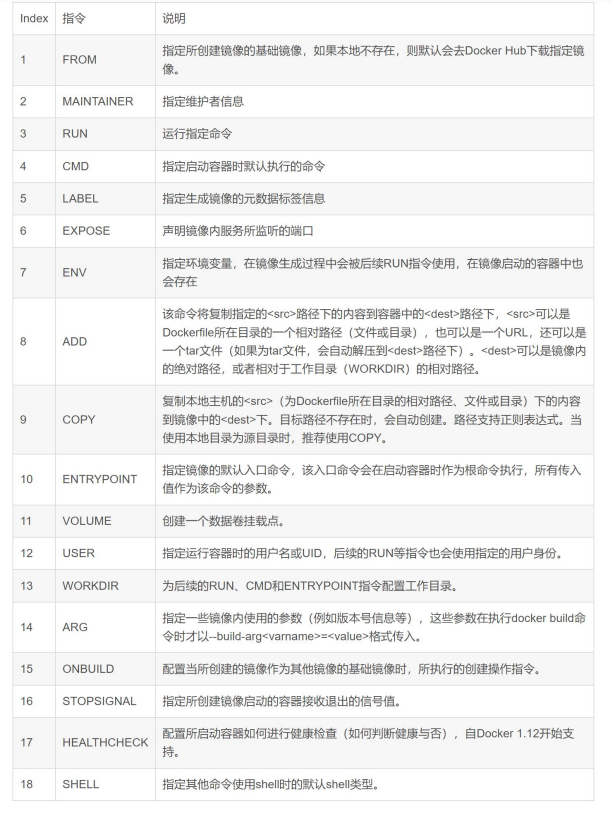 Index 指令 说明
1 FROM 指定所创建镜像的基础镜像，如果本地不存在，则默认会去Docker Hub下载指定镜
像。
2 MAINTAINER 指定维护者信息
3 RUN 运行指定命令
4 CMD 指定启动容器时默认执行的命令
5 LABEL 指定生成镜像的元数据标签信息
6 EXPOSE 声明镜像内服务所监听的端口
7 ENV 指定环境变量，在镜像生成过程中会被后续RUN指令使用，在镜像启动的容器中也
会存在
8 ADD 该命令将复制指定的<src>路径下的内容到容器中的<dest>路径下，<src>可以是
Dockerfile所在目录的一个相对路径（文件或目录），也可以是一个URL，还可以是
一个tar文件（如果为tar文件，会自动解压到<dest>路径下）。<dest>可以是镜像内
的绝对路径，或者相对于工作目录（WORKDIR）的相对路径。
9 COPY 复制本地主机的<src>（为Dockerfile所在目录的相对路径、文件或目录）下的内容
到镜像中的<dest>下。目标路径不存在时，会自动创建。路径支持正则表达式。当
使用本地目录为源目录时，推荐使用COPY。
10 ENTRYPOINT 指定镜像的默认入口命令，该入口命令会在启动容器时作为根命令执行，所有传入
值作为该命令的参数。
11 VOLUME 创建一个数据卷挂载点。
12 USER 指定运行容器时的用户名或UID，后续的RUN等指令也会使用指定的用户身份。
13 WORKDIR 为后续的RUN、CMD和ENTRYPOINT指令配置工作目录。
14 ARG 指定一些镜像内使用的参数（例如版本号信息等），这些参数在执行docker build命
令时才以--build-arg<varname>=<value>格式传入。
15 ONBUILD 配置当所创建的镜像作为其他镜像的基础镜像时，所执行的创建操作指令。
16 STOPSIGNAL 指定所创建镜像启动的容器接收退出的信号值。
17 HEALTHCHECK 配置所启动容器如何进行健康检查（如何判断健康与否），自Docker 1.12开始支
持。
18 SHELL 指定其他命令使用shell时的默认shell类型。